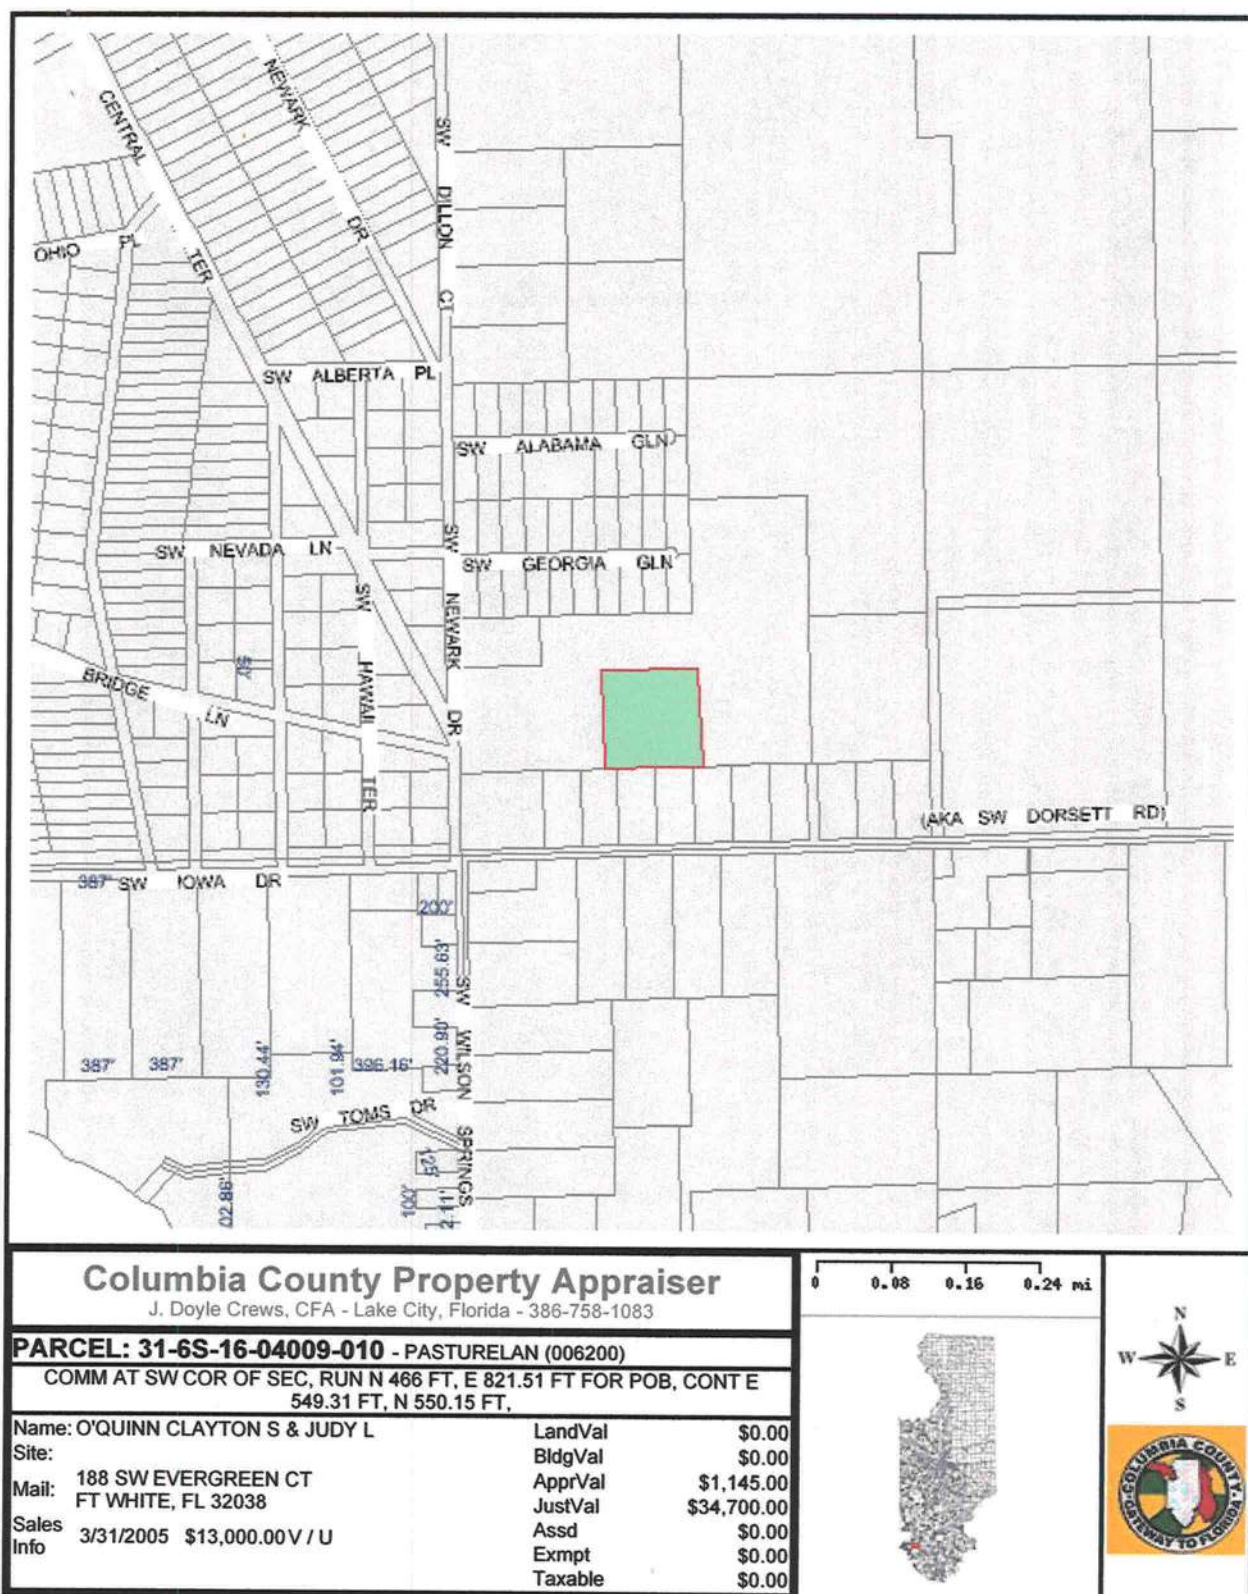 NEWARK DR
CENTRAL TER
SW DILLON CT
OHIO PL
SW ALBERTA PL
SW ALABAMA GLN
SW NEVADA LN
SW GEORGIA GLN
SW NEWARK DR
SW HAWAII TER
50'
BRIDGE LN
(AKA SW DORSETT RD)
387' SW IOWA DR
200'
255.63'
SW WILSON SPRINGS
220.90'
387' 387' 130.44' 101.94' 396.16'
SW TOMS DR
125'
100'
02.86'
2.11'
Columbia County Property Appraiser
J. Doyle Crews, CFA - Lake City, Florida - 386-758-1083
PARCEL: 31-6S-16-04009-010 - PASTURELAN (006200)
COMM AT SW COR OF SEC, RUN N 466 FT, E 821.51 FT FOR POB, CONT E
549.31 FT, N 550.15 FT,
Name: O'QUINN CLAYTON S & JUDY L
Site:
Mail: 188 SW EVERGREEN CT
FT WHITE, FL 32038
Sales Info 3/31/2005 $13,000.00 V / U
LandVal $0.00
BldgVal $0.00
ApprVal $1,145.00
JustVal $34,700.00
Assd $0.00
Exmpt $0.00
Taxable $0.00
0 0.08 0.16 0.24 mi
N
W E
S
COLUMBIA COUNTY
GATEWAY TO FLORIDA